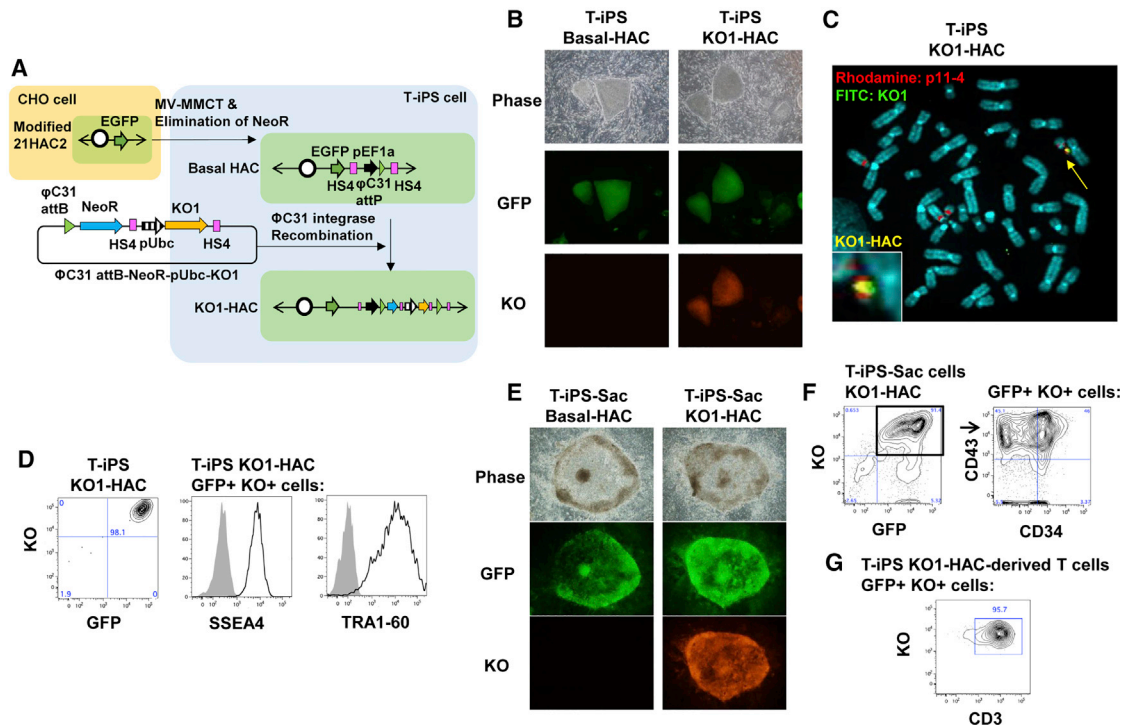 A
CHO cell
Modified
21HAC2
EGFP
MV-MMCT &
Elimination of NeoR
T-iPS cell
Basal HAC
EGFP pEF1a
HS4 φC31 HS4
attP
φC31
attB
NeoR
KO1
HS4 pUbc HS4
ΦC31 integrase
Recombination
ΦC31 attB-NeoR-pUbc-KO1
KO1-HAC
B
T-iPS
Basal-HAC
T-iPS
KO1-HAC
Phase
GFP
KO
C
T-iPS
KO1-HAC
Rhodamine: p11-4
FITC: KO1
KO1-HAC
D
T-iPS
KO1-HAC
T-iPS KO1-HAC
GFP+ KO+ cells:
KO
0
98.1
1.9
0
GFP
SSEA4
TRA1-60
E
T-iPS-Sac
Basal-HAC
T-iPS-Sac
KO1-HAC
Phase
GFP
KO
F
T-iPS-Sac cells
KO1-HAC
GFP+ KO+ cells:
KO
GFP
CD43
CD34
G
T-iPS KO1-HAC-derived T cells
GFP+ KO+ cells:
95.7
KO
CD3